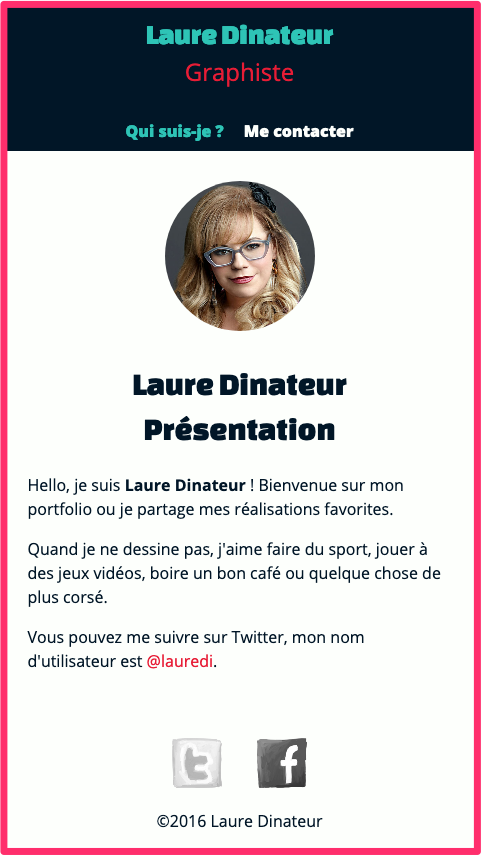 Laure Dinateur
Graphiste
Qui suis-je ? Me contacter
Laure Dinateur
Présentation
Hello, je suis Laure Dinateur ! Bienvenue sur mon
portfolio ou je partage mes réalisations favorites.
Quand je ne dessine pas, j'aime faire du sport, jouer à
des jeux vidéos, boire un bon café ou quelque chose de
plus corsé.
Vous pouvez me suivre sur Twitter, mon nom
d'utilisateur est @lauredi.
t f
©2016 Laure Dinateur